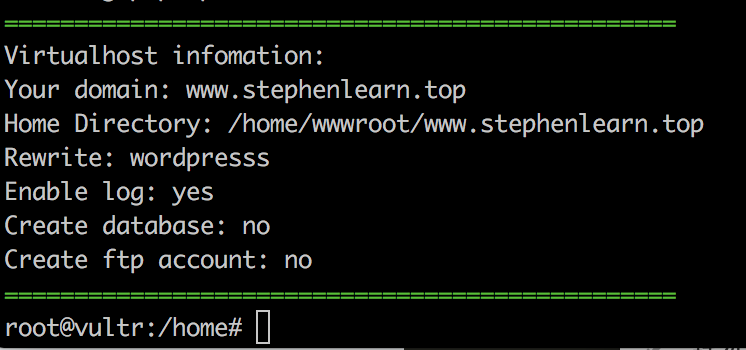 ================================================
Virtualhost infomation:
Your domain: www.stephenlearn.top
Home Directory: /home/wwwroot/www.stephenlearn.top
Rewrite: wordpresss
Enable log: yes
Create database: no
Create ftp account: no
================================================
root@vultr:/home#